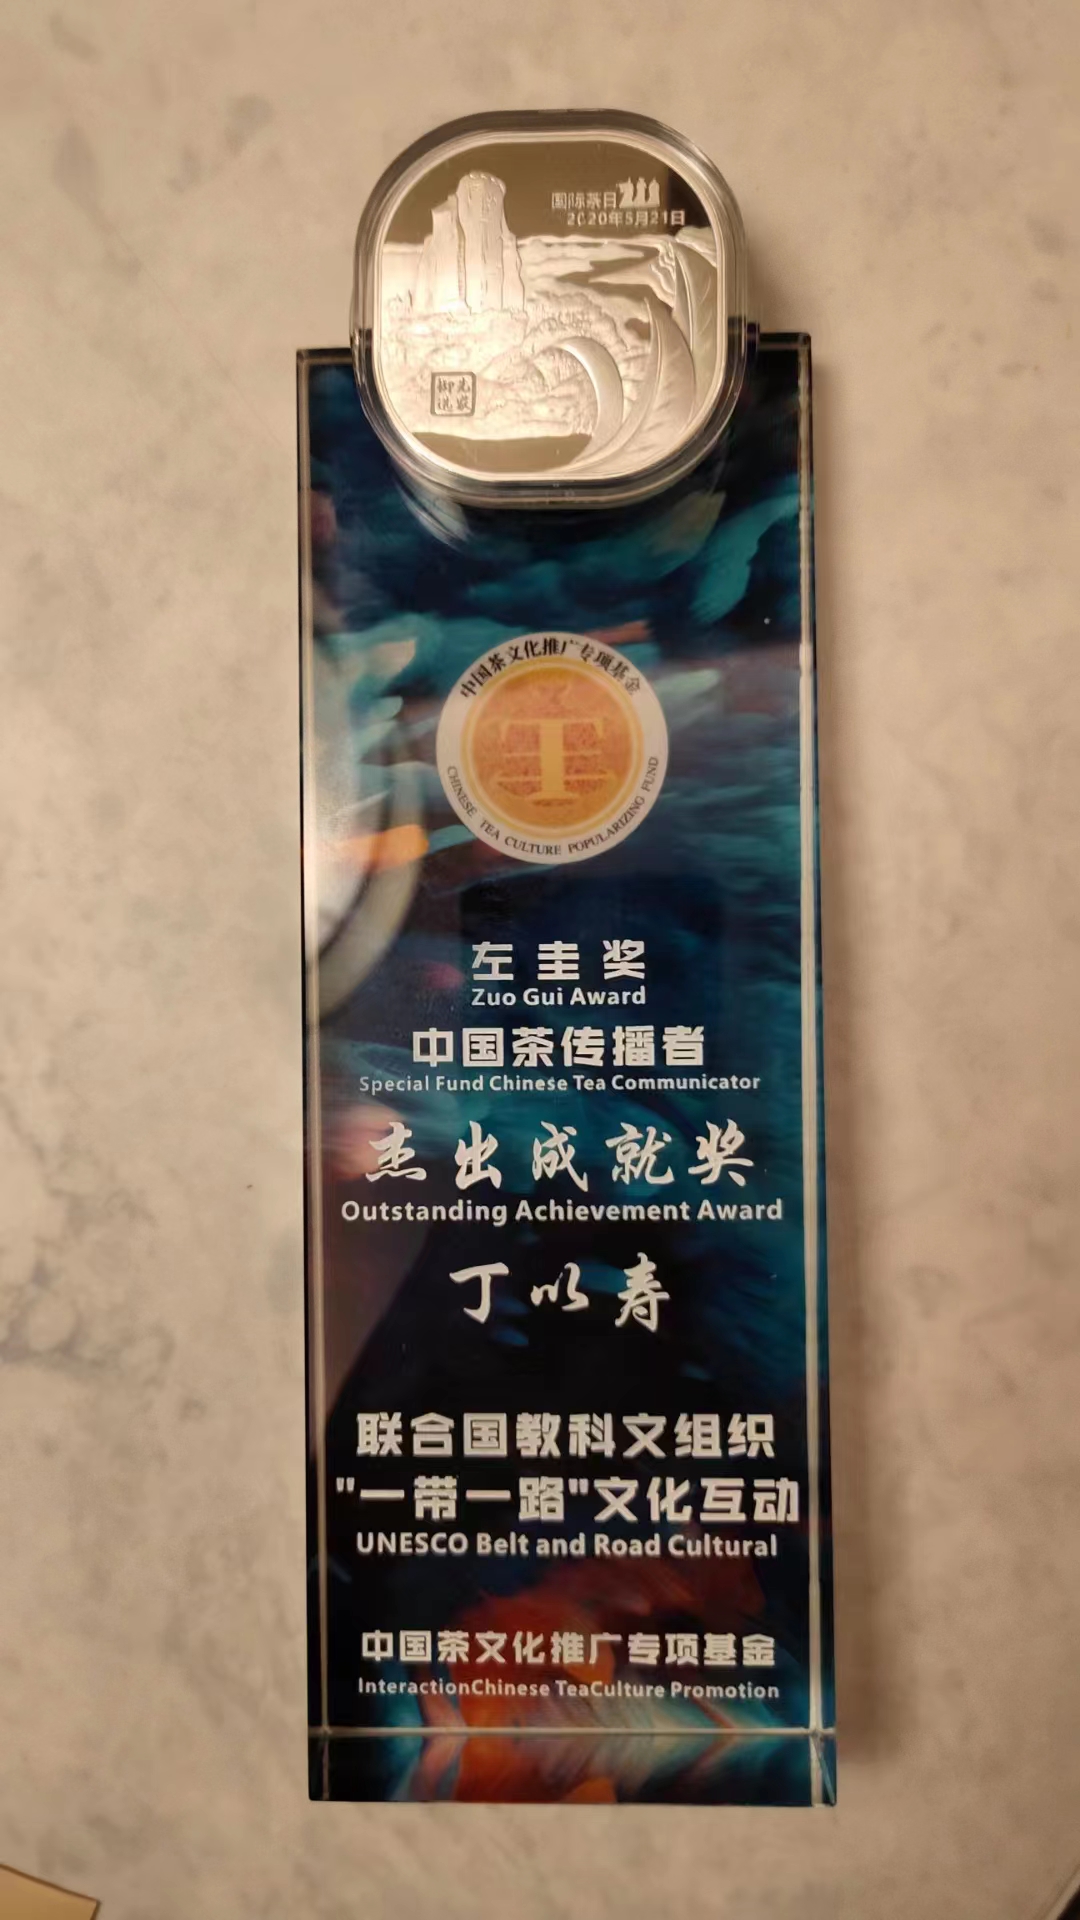 国际茶日
2020年5月21日
中国茶文化推广专项基金
T
CHINESE TEA CULTURE POPULARIZING FUND
左圭奖
Zuo Gui Award
中国茶传播者
Special Fund Chinese Tea Communicator
杰出成就奖
Outstanding Achievement Award
丁以寿
联合国教科文组织
"一带一路"文化互动
UNESCO Belt and Road Cultural
中国茶文化推广专项基金
InteractionChinese TeaCulture Promotion